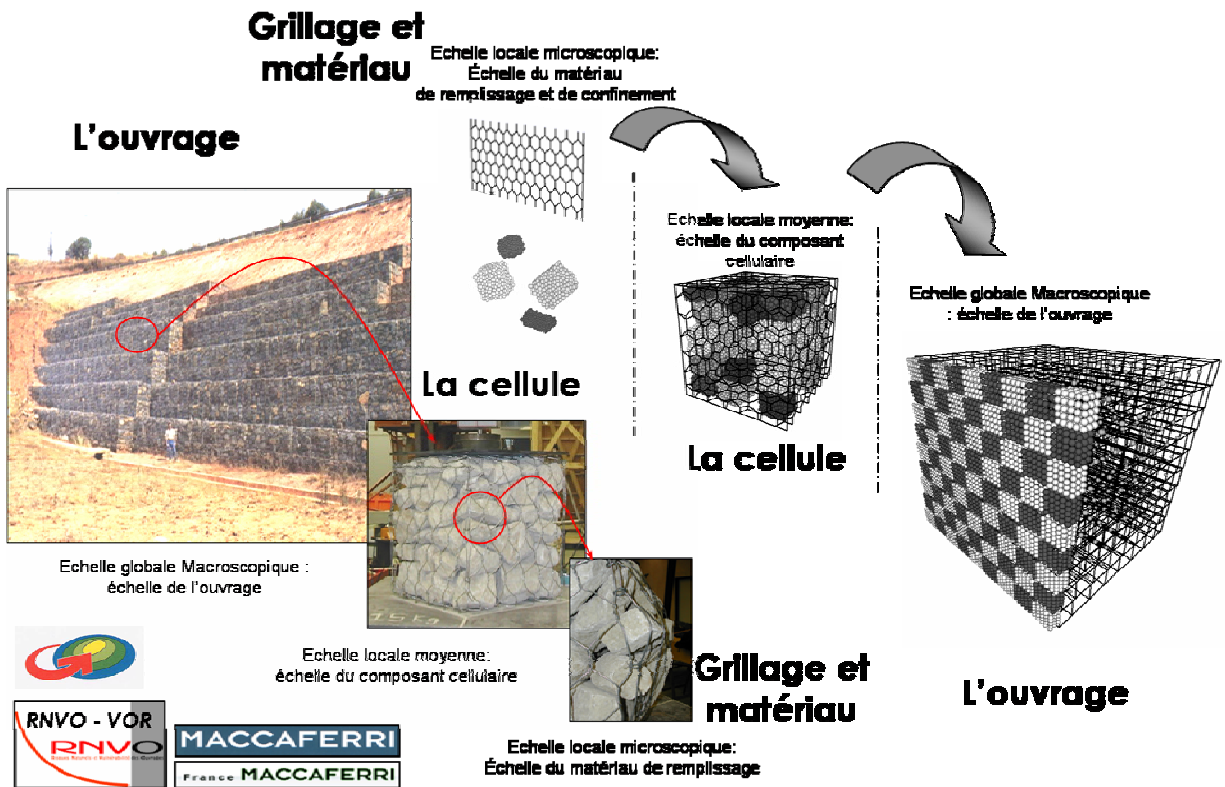 Grillage et
matériau
Echelle locale microscopique:
Échelle du matériau
de remplissage et de confinement
L'ouvrage
Echelle locale moyenne:
échelle du composant
cellulaire
Echelle globale Macroscopique
: échelle de l'ouvrage
La cellule
La cellule
Echelle globale Macroscopique :
échelle de l'ouvrage
Echelle locale moyenne:
échelle du composant cellulaire
Grillage et
matériau
L'ouvrage
Echelle locale microscopique:
Échelle du matériau de remplissage
RNVO - VOR
RNVO
MACCAFERRI
France MACCAFERRI